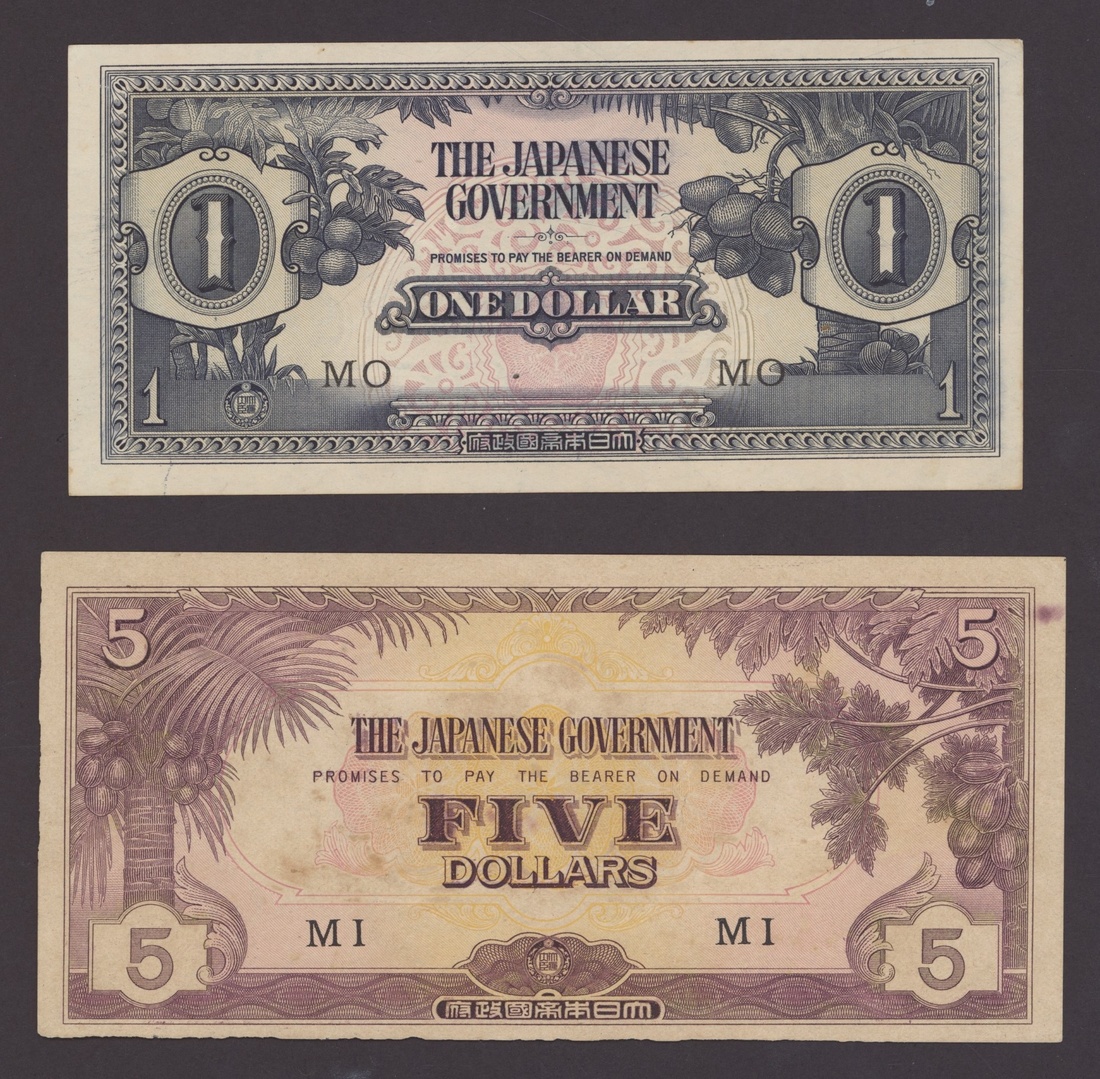 THE JAPANESE
GOVERNMENT
PROMISES TO PAY THE BEARER ON DEMAND
ONE DOLLAR
1 1
MO MO
1 1
府政國帝本日大
5 5
THE JAPANESE GOVERNMENT
PROMISES TO PAY THE BEARER ON DEMAND
FIVE
DOLLARS
MI MI
5 5
府政國帝本日大